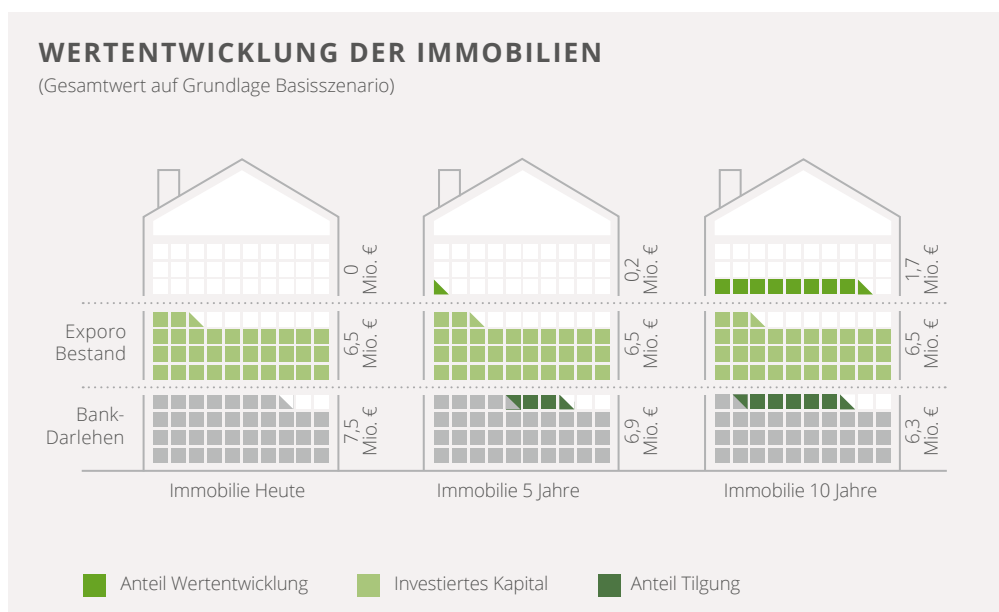 WERTENTWICKLUNG DER IMMOBILIEN
(Gesamtwert auf Grundlage Basisszenario)
0
Mio. €
0,2
Mio. €
1,7
Mio. €
Exporo
Bestand
6,5
Mio. €
6,5
Mio. €
6,5
Mio. €
Bank-
Darlehen
7,5
Mio. €
6,9
Mio. €
6,3
Mio. €
Immobilie Heute
Immobilie 5 Jahre
Immobilie 10 Jahre
Anteil Wertentwicklung
Investiertes Kapital
Anteil Tilgung